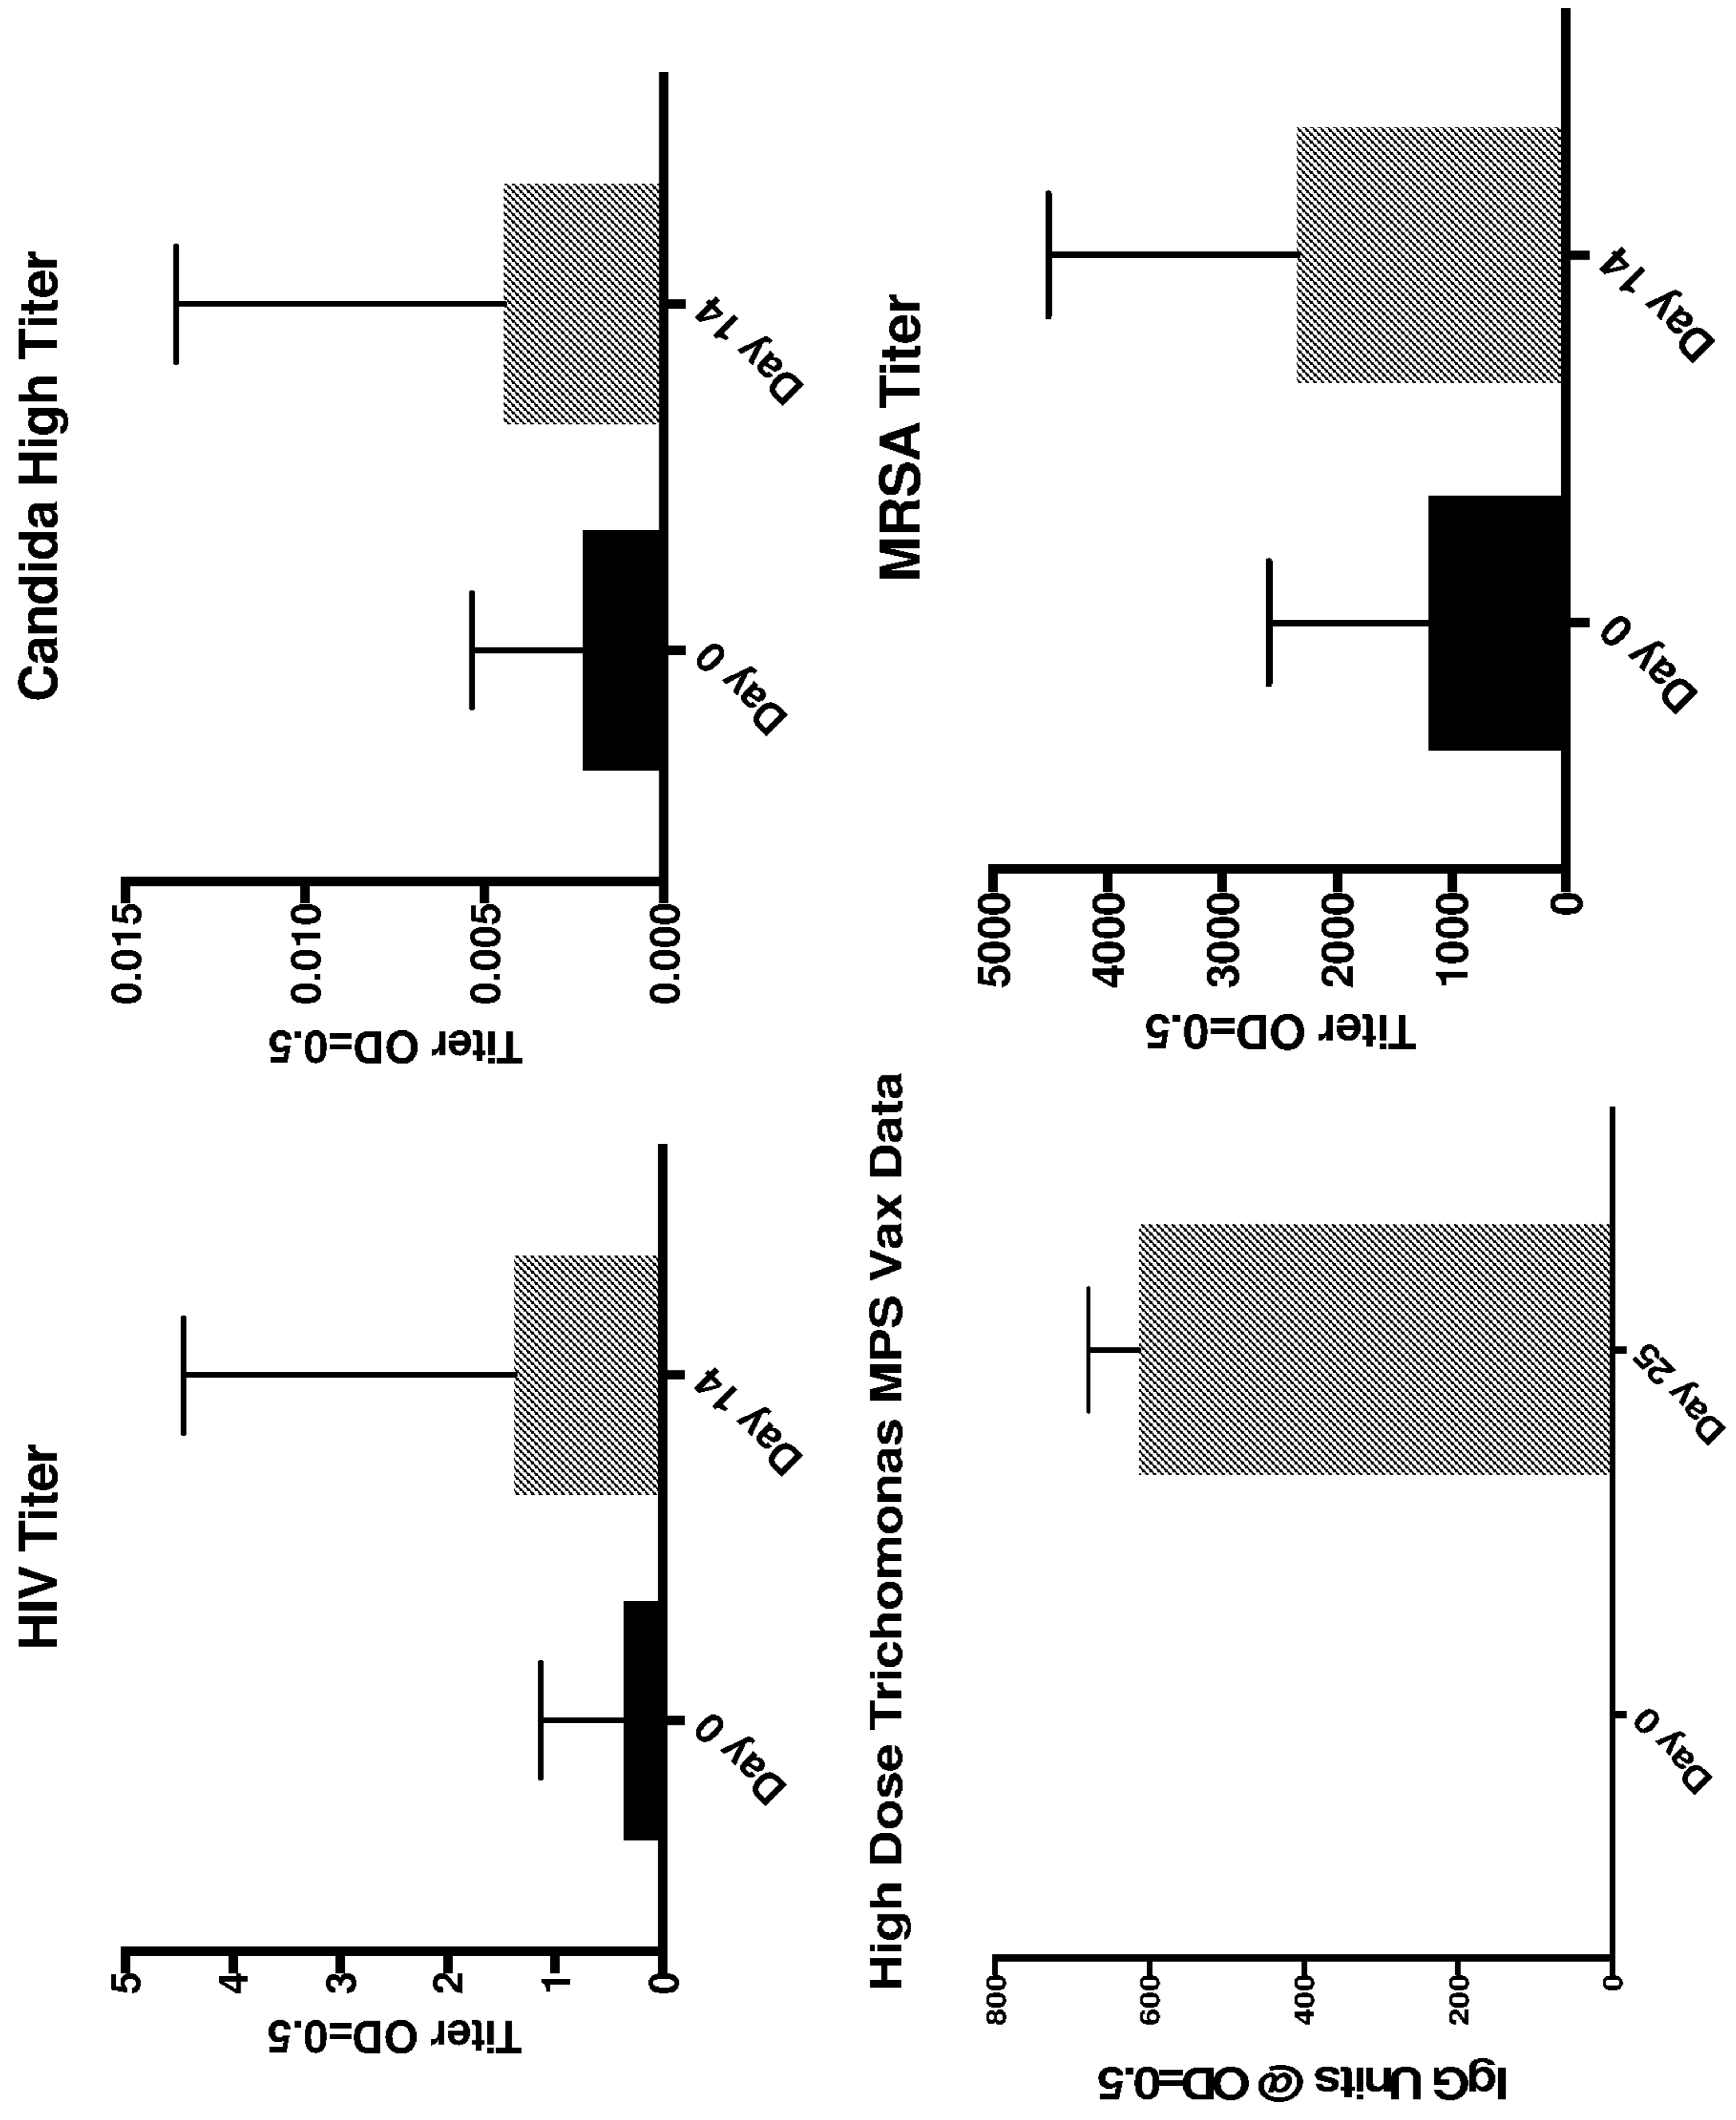 HIV Titer
Titer OD=0.5
5
4
3
2
1
0
Day 0
Day 14
Candida High Titer
Titer OD=0.5
0.015
0.010
0.005
0.000
Day 0
Day 14
High Dose Trichomonas MPS Vax Data
IgG Units @ OD=0.5
800
600
400
200
0
Day 0
Day 25
MRSA Titer
Titer OD=0.5
5000
4000
3000
2000
1000
0
Day 0
Day 14